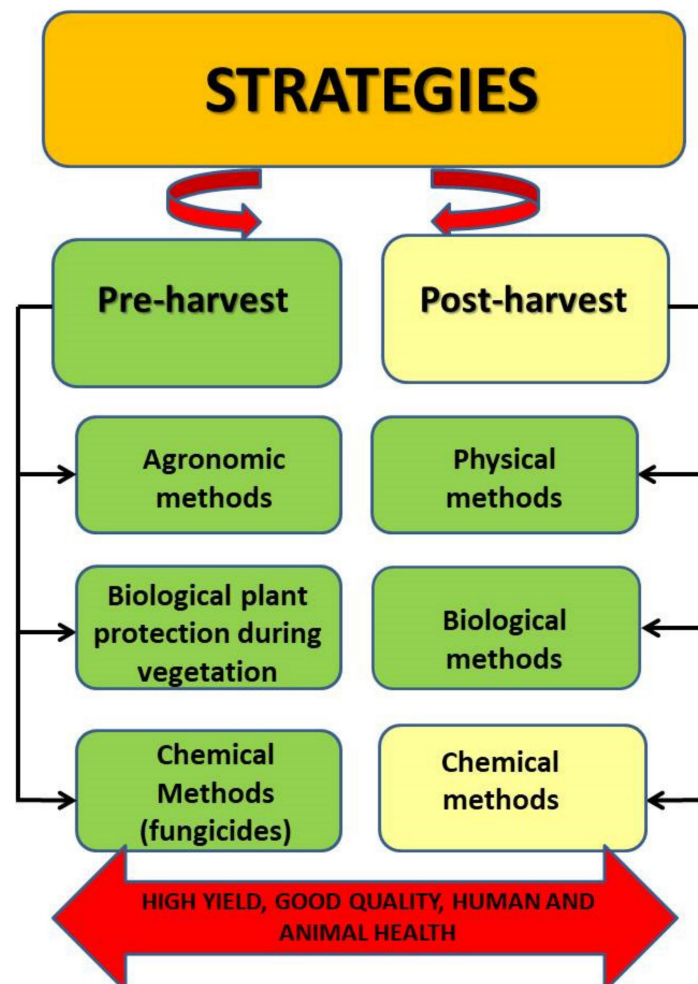 STRATEGIES
Pre-harvest
Post-harvest
Agronomic
methods
Physical
methods
Biological plant
protection during
vegetation
Biological
methods
Chemical
Methods
(fungicides)
Chemical
methods
HIGH YIELD, GOOD QUALITY, HUMAN AND
ANIMAL HEALTH